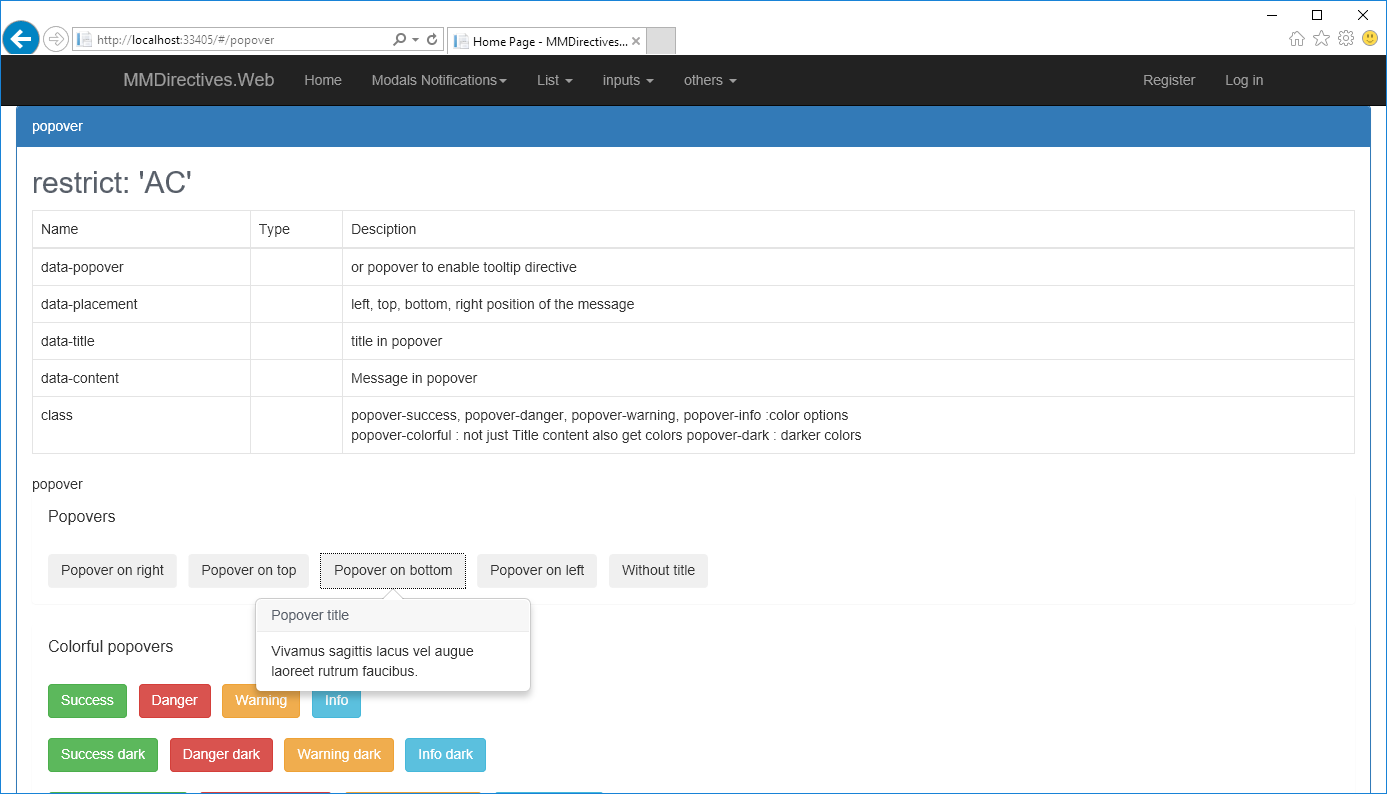 http://localhost:33405/#/popover
Home Page - MMDirectives...
MMDirectives.Web Home Modals Notifications List inputs others Register Log in
popover
restrict: 'AC'
Name Type Desciption
data-popover or popover to enable tooltip directive
data-placement left, top, bottom, right position of the message
data-title title in popover
data-content Message in popover
class popover-success, popover-danger, popover-warning, popover-info :color options
popover-colorful : not just Title content also get colors popover-dark : darker colors
popover
Popovers
Popover on right Popover on top Popover on bottom Popover on left Without title
Popover title
Vivamus sagittis lacus vel augue
laoreet rutrum faucibus.
Colorful popovers
Success Danger Warning Info
Success dark Danger dark Warning dark Info dark